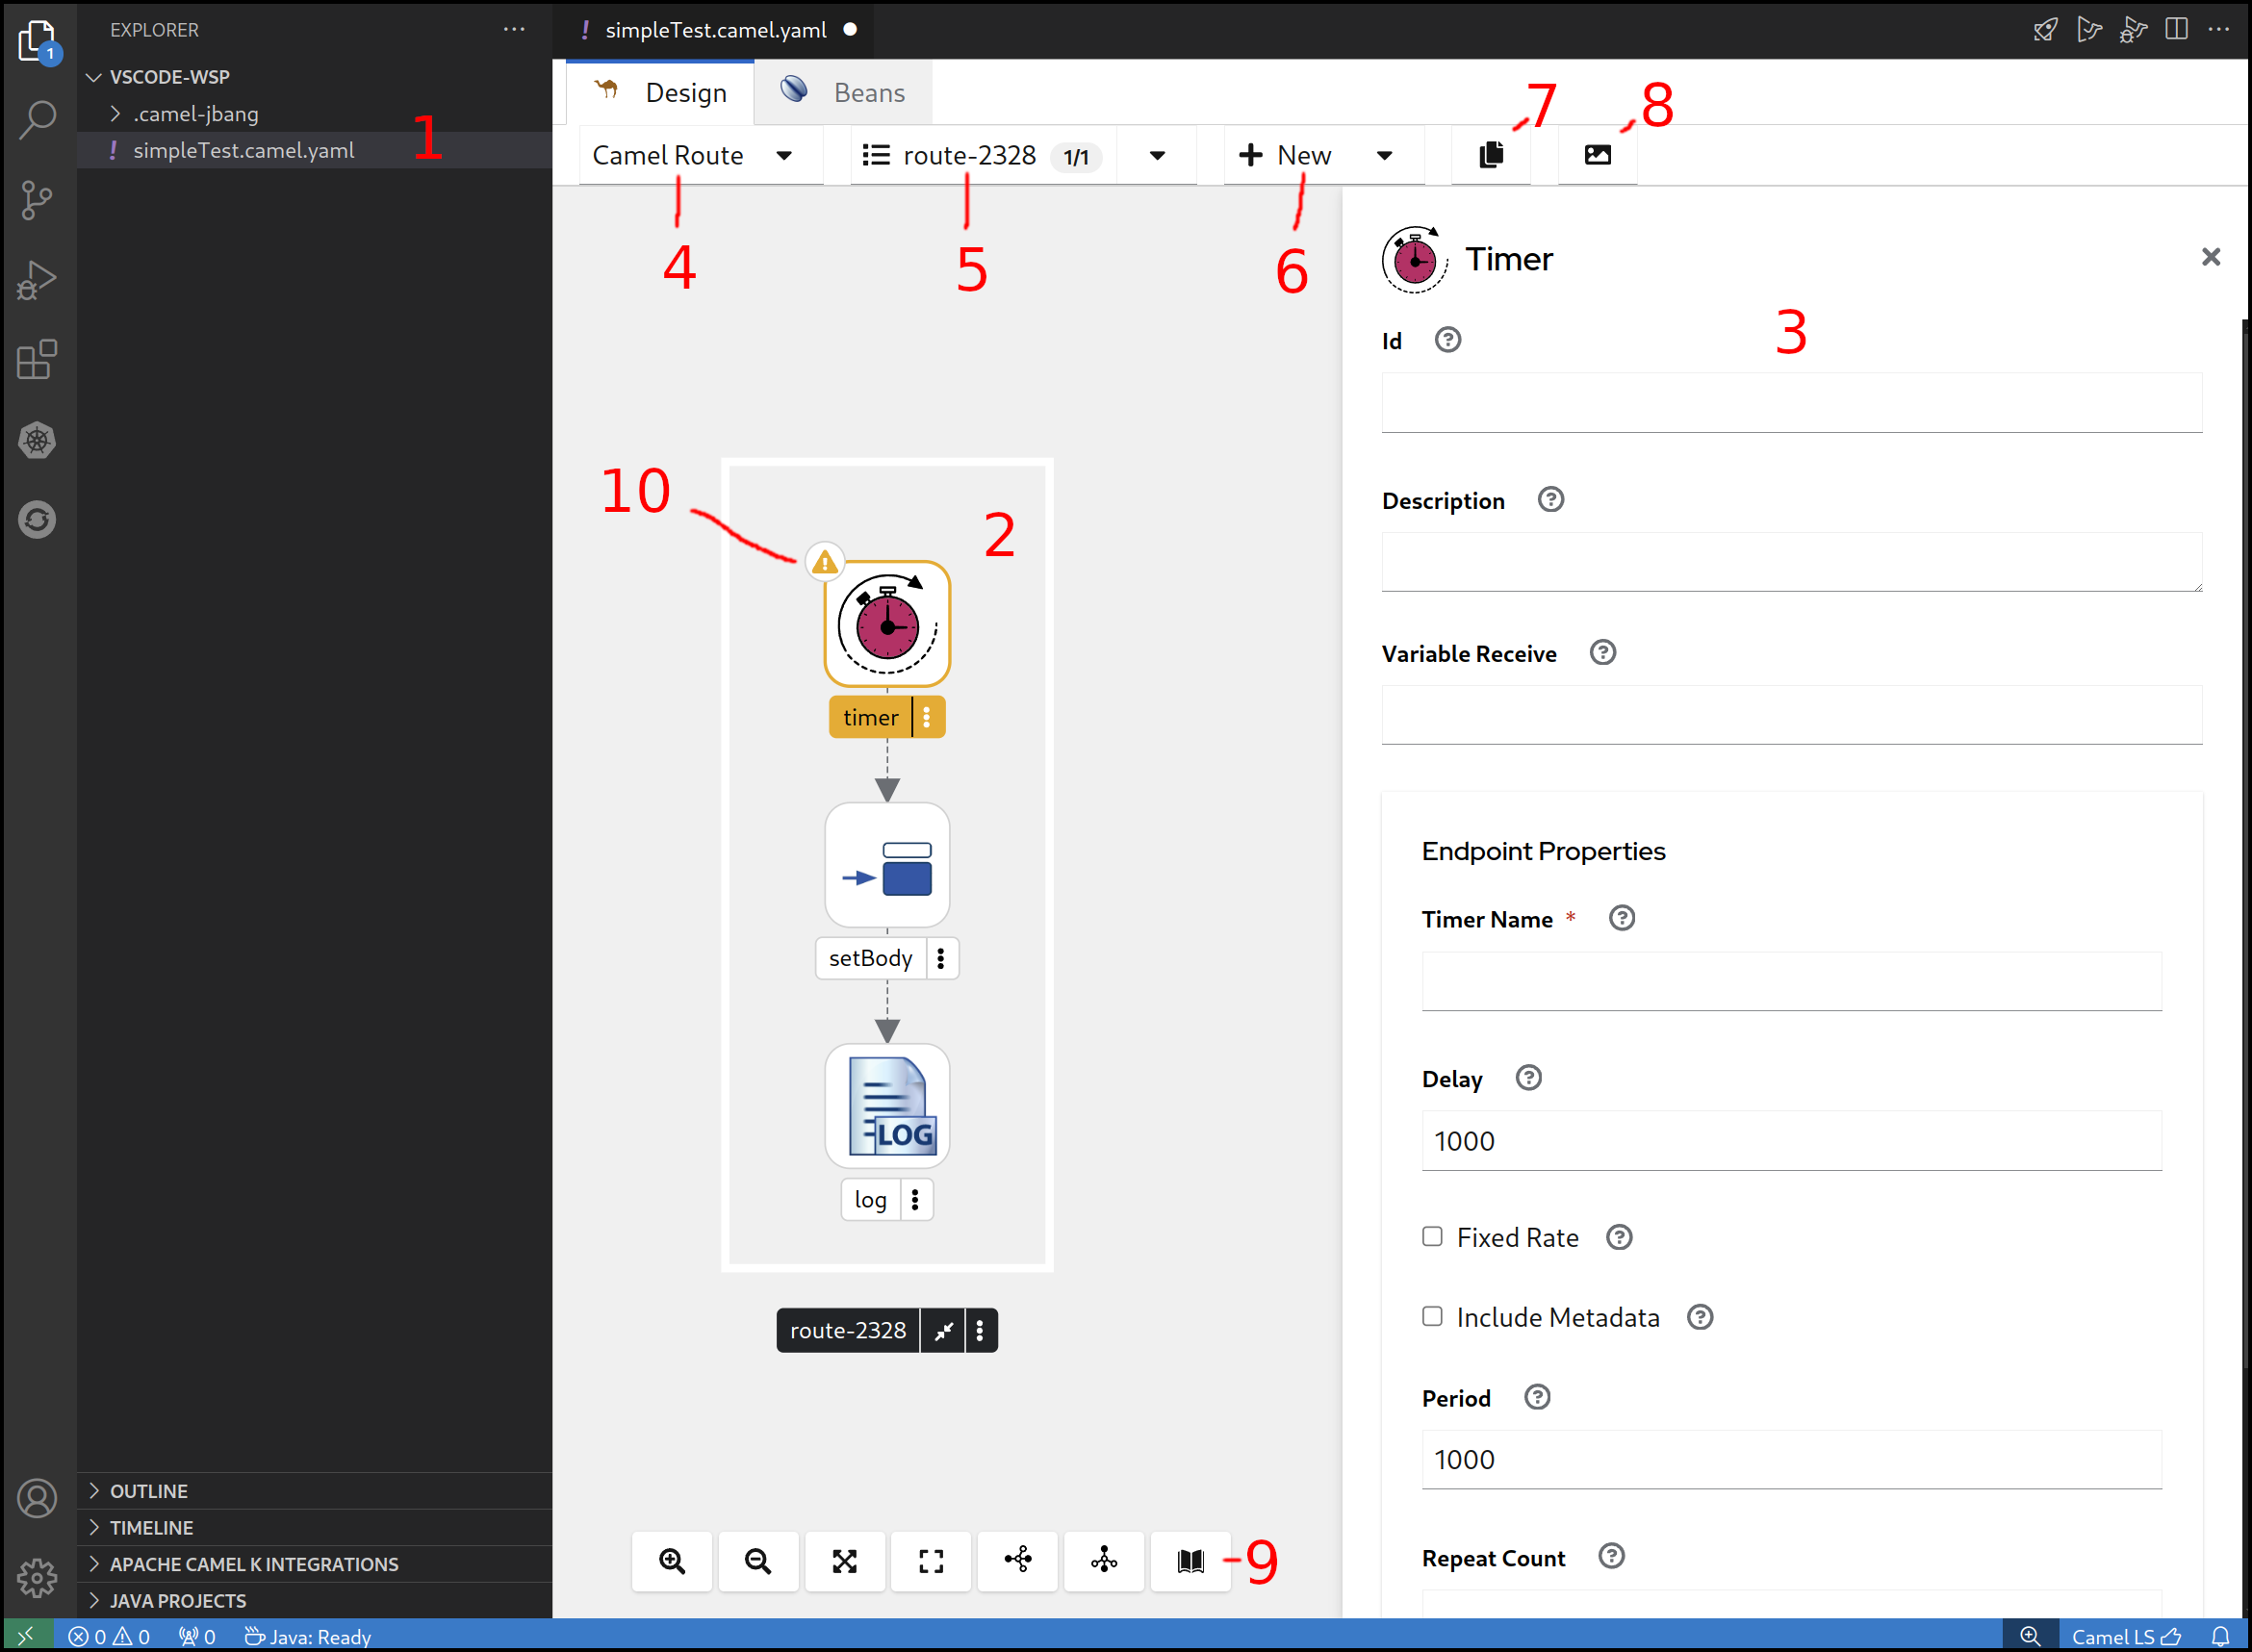 1
EXPLORER
VSCODE-WSP
.camel-jbang
! simpleTest.camel.yaml
1
! simpleTest.camel.yaml
Design
Beans
7
8
Camel Route
route-2328 1/1
New
4
5
6
Timer
3
Id
Description
Variable Receive
Endpoint Properties
Timer Name *
Delay
1000
Fixed Rate
Include Metadata
Period
1000
Repeat Count
10
2
timer
setBody
LOG
log
route-2328
9
OUTLINE
TIMELINE
APACHE CAMEL K INTEGRATIONS
JAVA PROJECTS
0 0 0 Java: Ready
Camel LS